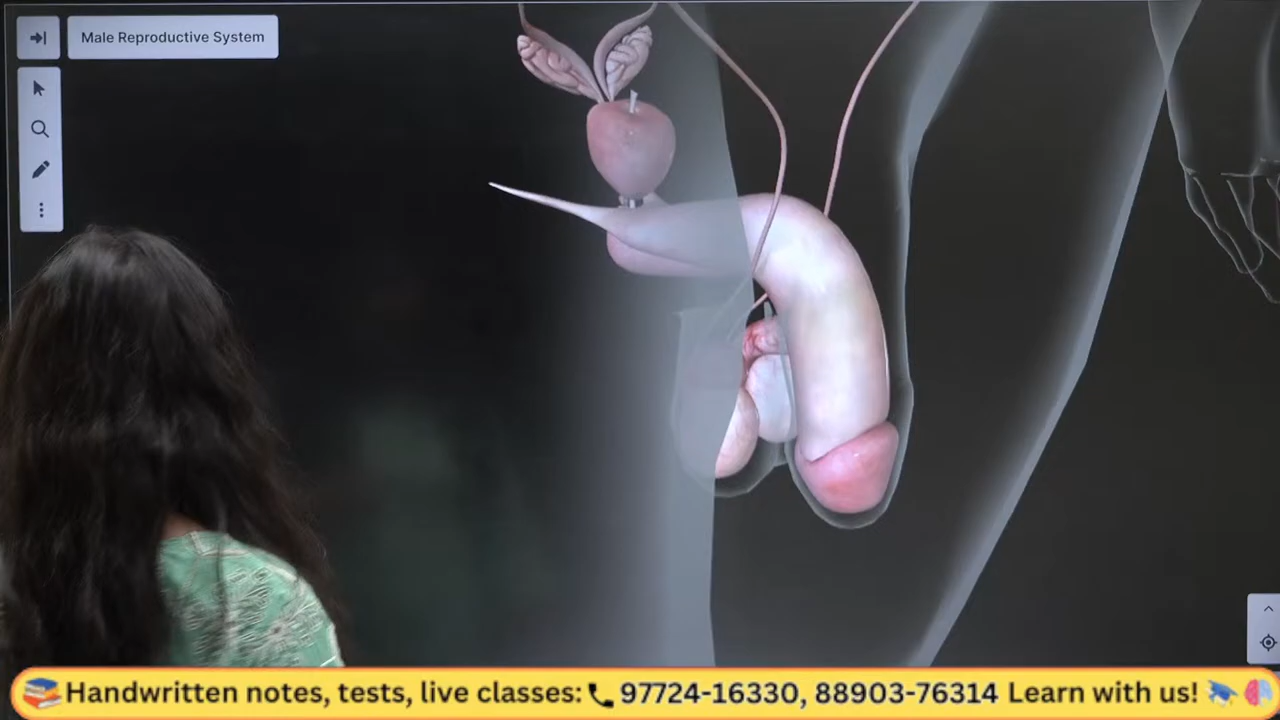 Male Reproductive System
Handwritten notes, tests, live classes: 97724-16330, 88903-76314 Learn with us!